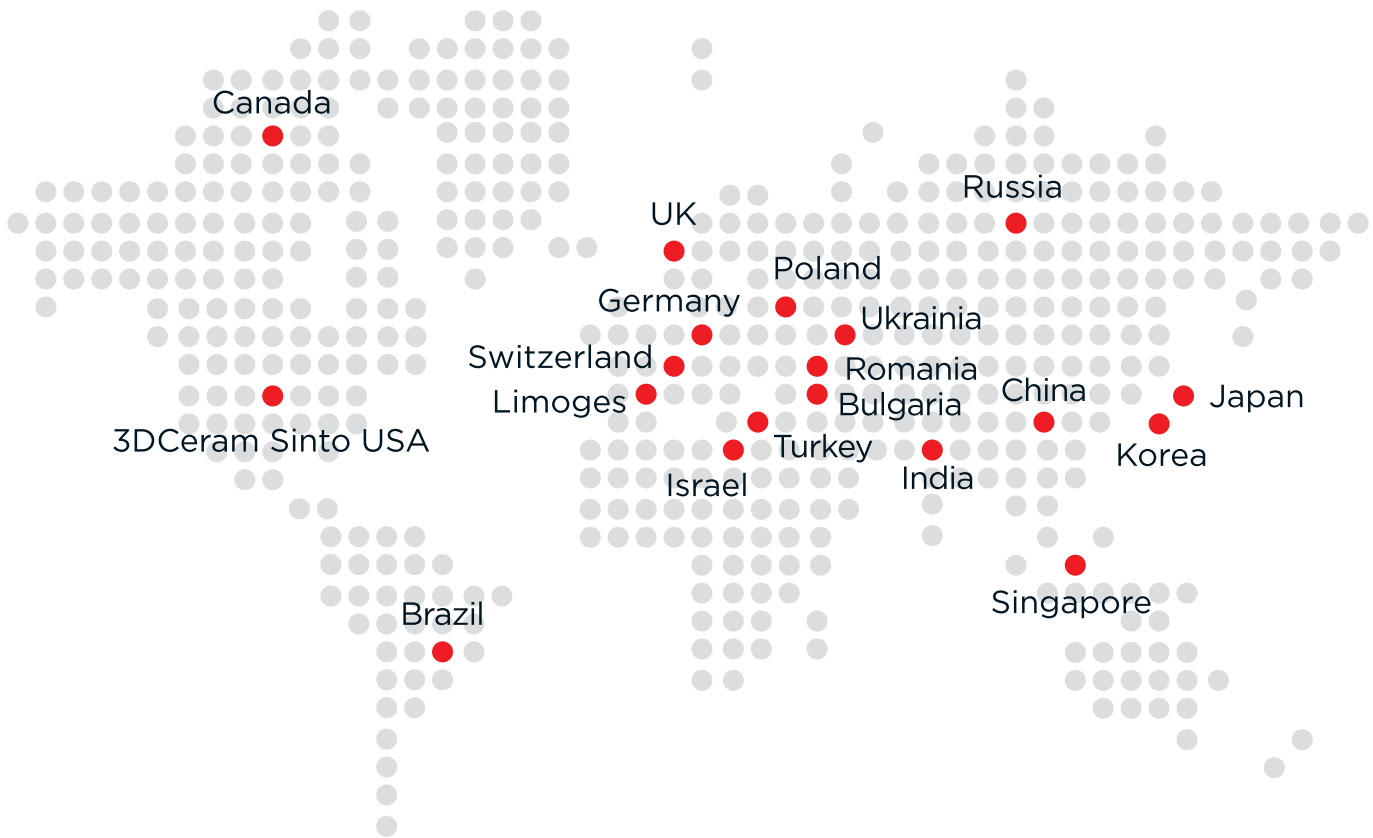 Canada
Russia
UK
Poland
Germany
Ukrainia
Switzerland
Romania
China
Limoges
Bulgaria
Japan
3DCeram Sinto USA
Turkey
Korea
Israel
India
Singapore
Brazil